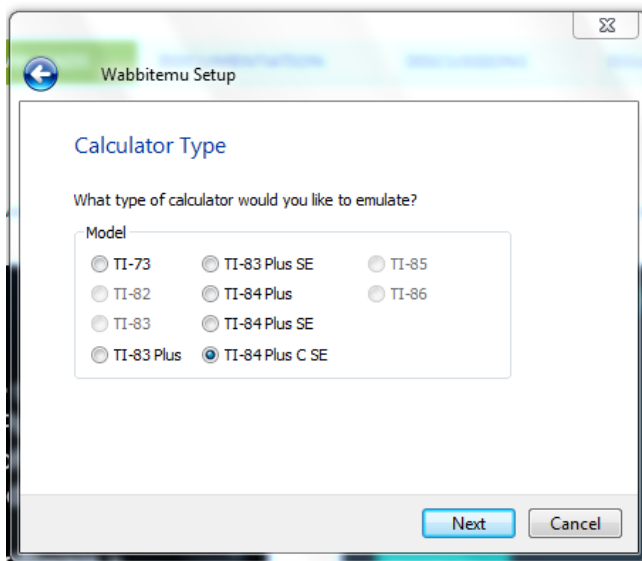 Wabbitemu Setup
Calculator Type
What type of calculator would you like to emulate?
Model
TI-73 TI-83 Plus SE TI-85
TI-82 TI-84 Plus TI-86
TI-83 TI-84 Plus SE
TI-83 Plus TI-84 Plus C SE
Next Cancel